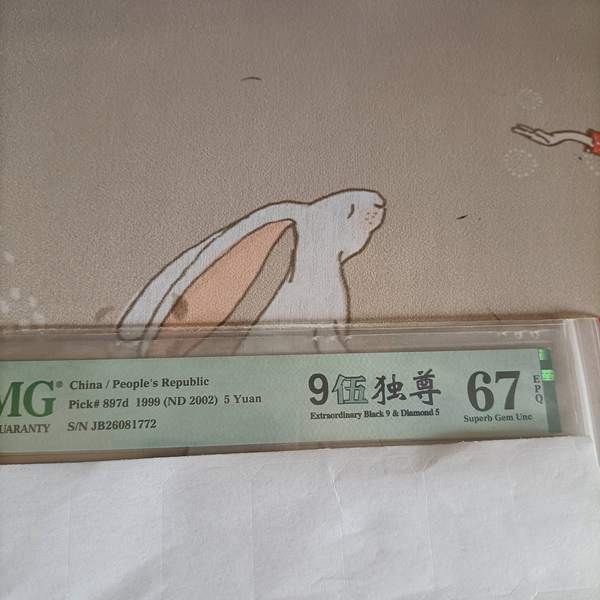 MG®
GUARANTY
China / People's Republic
Pick# 897d 1999 (ND 2002) 5 Yuan
S/N JB26081772
9伍独尊
Extraordinary Black 9 & Diamond 5
67
EPQ
Superb Gem Unc